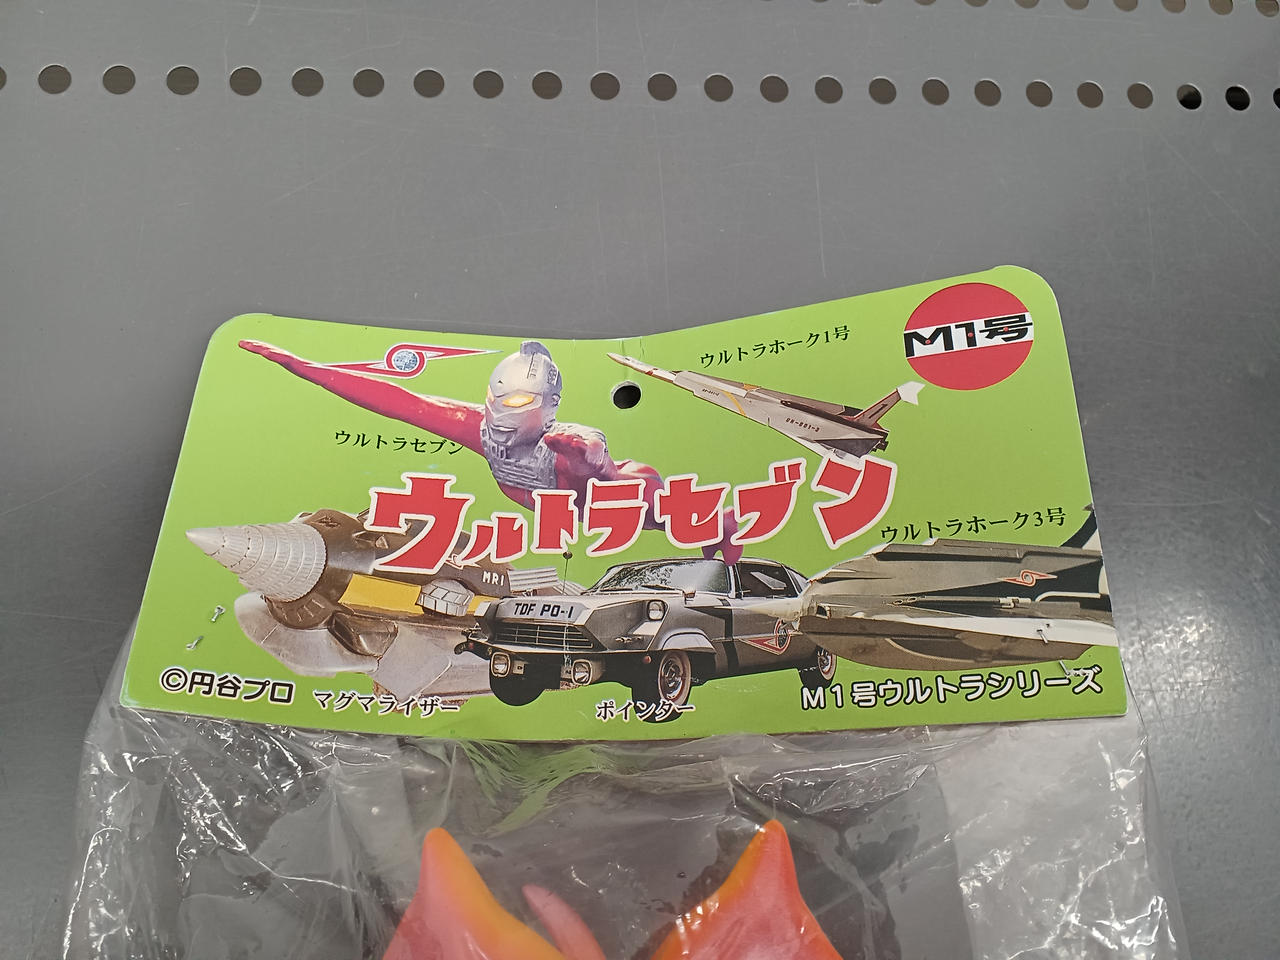 M1号
ウルトラホーク1号
ウルトラセブン
ウルトラセブン
ウルトラホーク3号
MR1
TDF PO-1
©円谷プロ
マグマライザー
ポインター
M1号ウルトラシリーズ